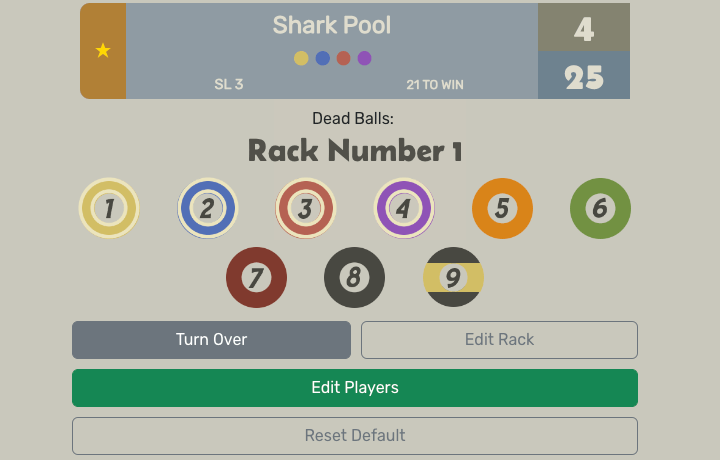 Shark Pool
4
SL 3
21 TO WIN
25
Dead Balls:
Rack Number 1
1 2 3 4 5 6
7 8 9
Turn Over
Edit Rack
Edit Players
Reset Default